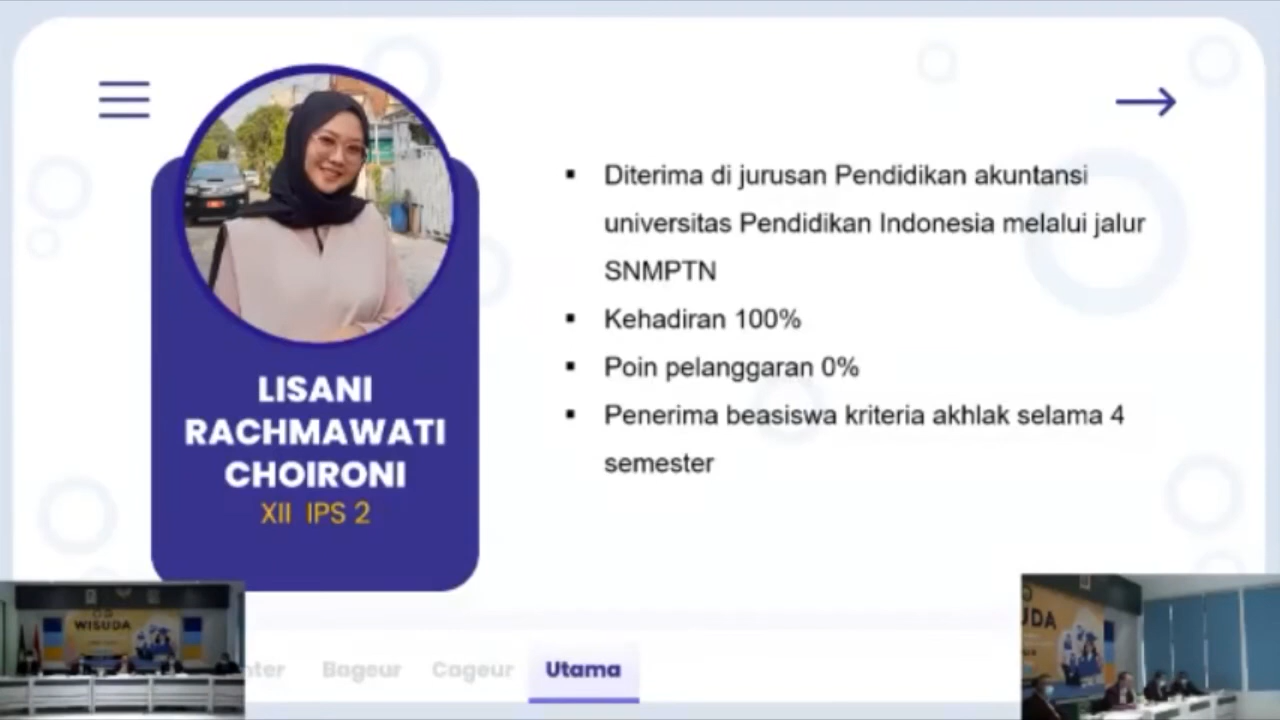 Diterima di jurusan Pendidikan akuntansi
universitas Pendidikan Indonesia melalui jalur
SNMPTN
Kehadiran 100%
Poin pelanggaran 0%
Penerima beasiswa kriteria akhlak selama 4
semester
LISANI
RACHMAWATI
CHOIRONI
XII IPS 2
WISUDA
Bageur
Cageur
Utama